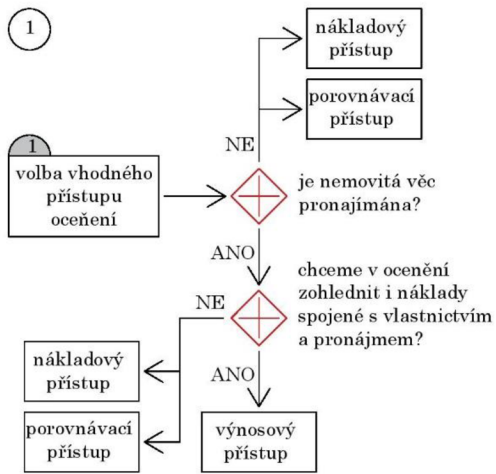 1
nákladový
přístup
porovnávací
přístup
NE
1
volba vhodného
přístupu
oceňení
je nemovitá věc
pronajímána?
ANO
chceme v ocenění
zohlednit i náklady
spojené s vlastnictvím
a pronájmem?
NE
nákladový
přístup
ANO
porovnávací
přístup
výnosový
přístup